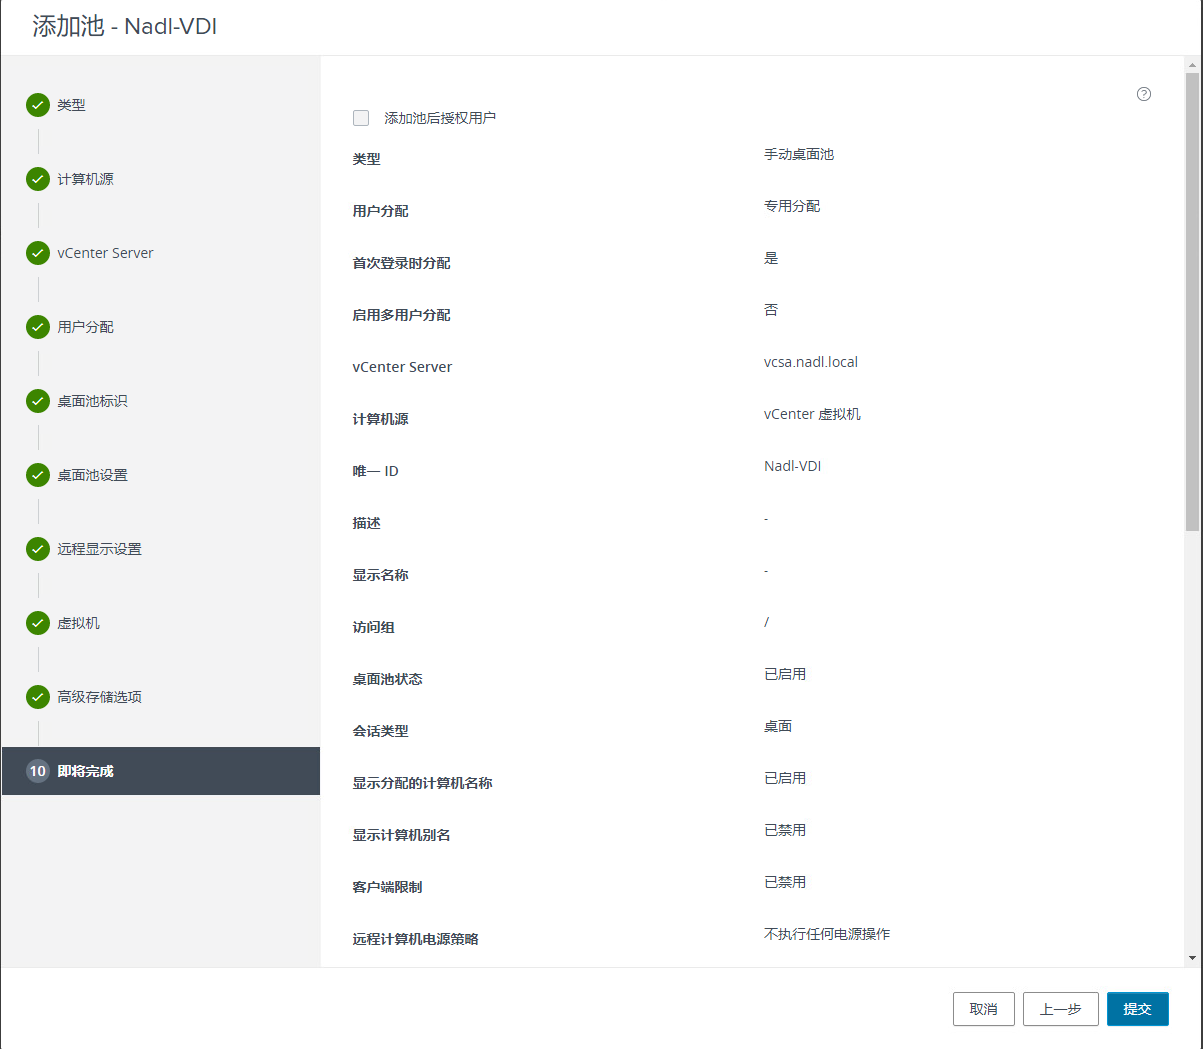 添加池 - Nadl-VDI
类型
计算机源
vCenter Server
用户分配
桌面池标识
桌面池设置
远程显示设置
虚拟机
高级存储选项
10 即将完成
添加池后授权用户
类型 手动桌面池
用户分配 专用分配
首次登录时分配 是
启用多用户分配 否
vCenter Server vcsa.nadl.local
计算机源 vCenter 虚拟机
唯一 ID Nadl-VDI
描述 -
显示名称 -
访问组 /
桌面池状态 已启用
会话类型 桌面
显示分配的计算机名称 已启用
显示计算机别名 已禁用
客户端限制 已禁用
远程计算机电源策略 不执行任何电源操作
取消 上一步 提交